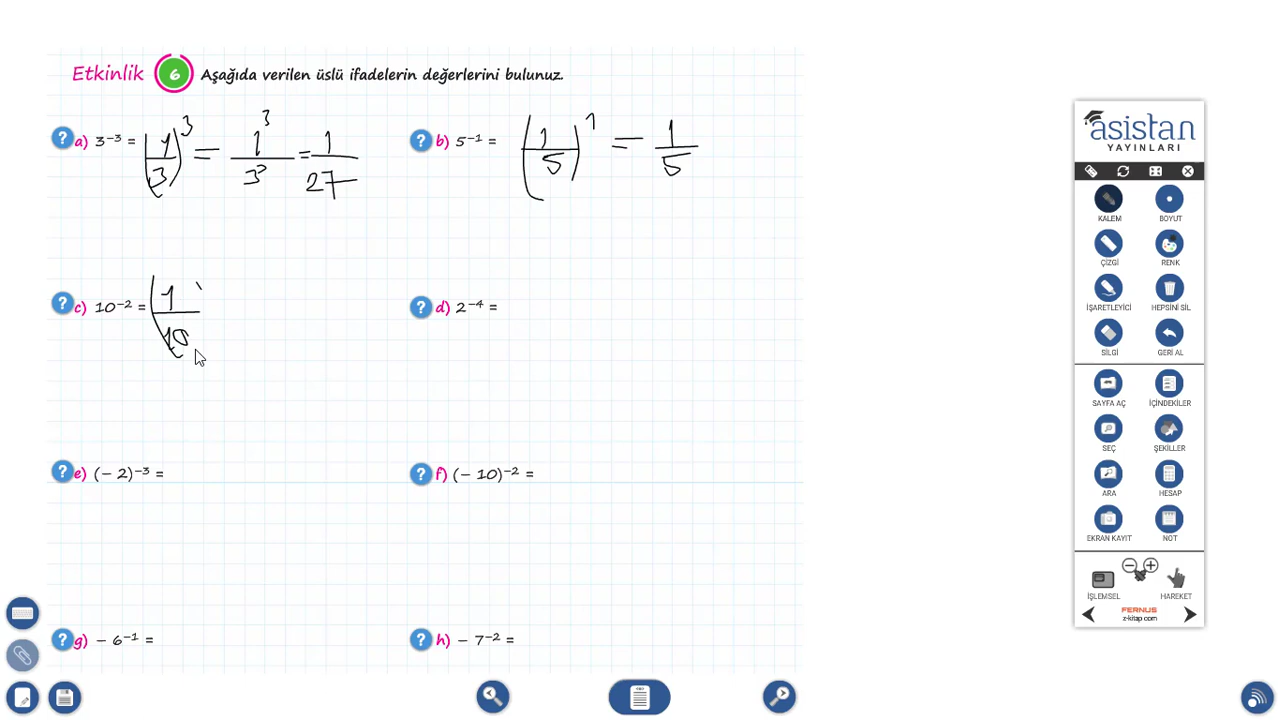 Etkinlik 6 Aşağıda verilen üslü ifadelerin değerlerini bulunuz.
? a) 3⁻³ = (1/3)³ = 1³/3³ = 1/27
? b) 5⁻¹ = (1/5)¹ = 1/5
? c) 10⁻² = (1/10
? d) 2⁻⁴ =
? e) (− 2)⁻³ =
? f) (− 10)⁻² =
? g) − 6⁻¹ =
? h) − 7⁻² =
asistan
YAYINLARI
KALEM BOYUT
ÇİZGİ RENK
İŞARETLEYİCİ HEPSİNİ SİL
SİLGİ GERİ AL
SAYFA AÇ İÇİNDEKİLER
SEÇ ŞEKİLLER
ARA HESAP
EKRAN KAYIT NOT
İŞLEMSEL HAREKET
FERNUS
z-kitap.com